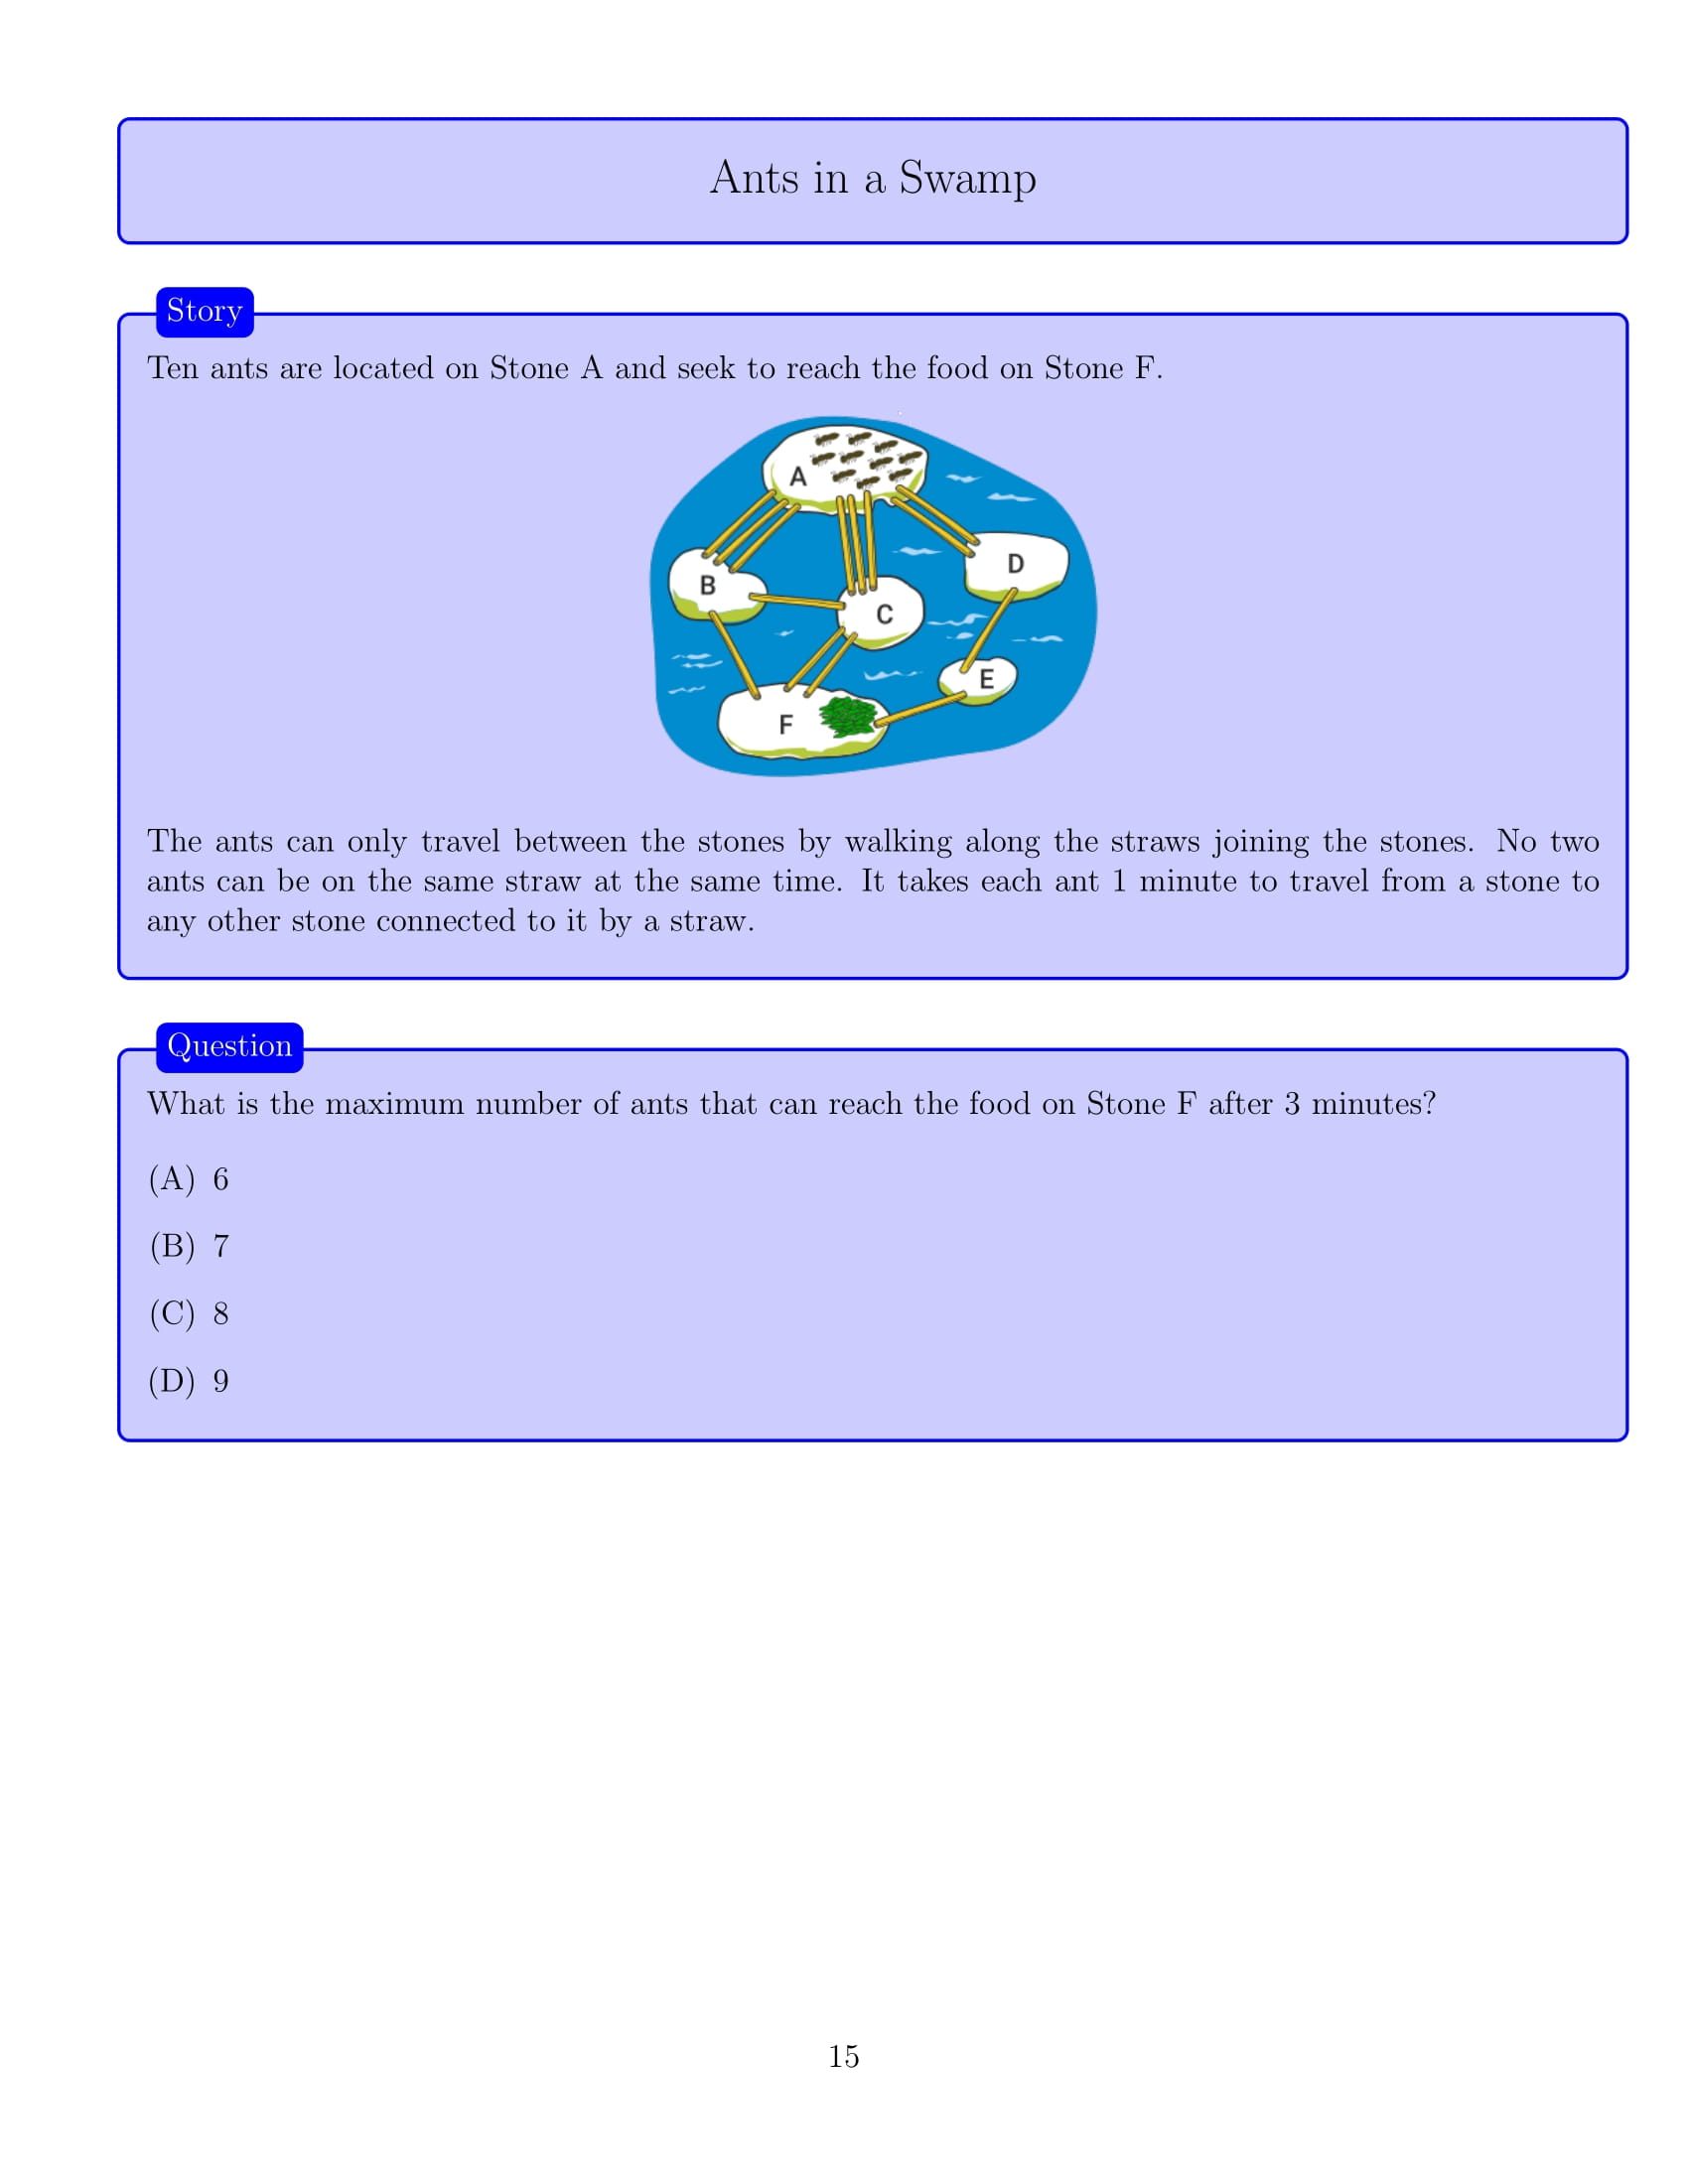 Ants in a Swamp
Story
Ten ants are located on Stone A and seek to reach the food on Stone F.
A
D
B
C
E
F
The ants can only travel between the stones by walking along the straws joining the stones. No two
ants can be on the same straw at the same time. It takes each ant 1 minute to travel from a stone to
any other stone connected to it by a straw.
Question
What is the maximum number of ants that can reach the food on Stone F after 3 minutes?
(A) 6
(B) 7
(C) 8
(D) 9
15